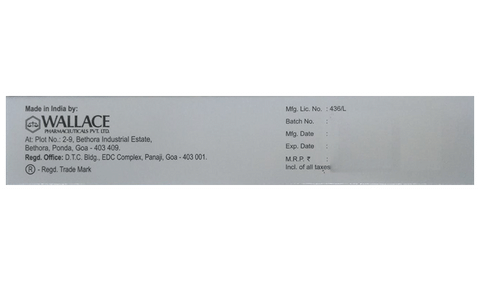 Made in India by:
WALLACE
PHARMACEUTICALS PVT. LTD.
At: Plot No.: 2-9, Bethora Industrial Estate,
Bethora, Ponda, Goa - 403 409.
Regd. Office: D.T.C. Bldg., EDC Complex, Panaji, Goa - 403 001.
® - Regd. Trade Mark
Mfg. Lic. No. : 436/L
Batch No. :
Mfg. Date :
Exp. Date :
M.R.P. ₹ :
Incl. of all taxes